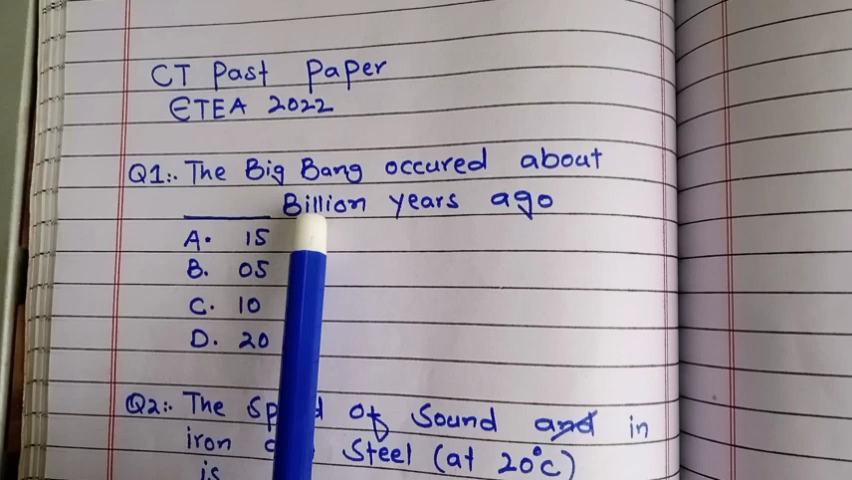 CT Past Paper
ETEA 2022
Q1:. The Big Bang occured about
______ Billion years ago
A. 15
B. 05
C. 10
D. 20
Q2:. The of Sound and in
iron Steel (at 20°C)
is